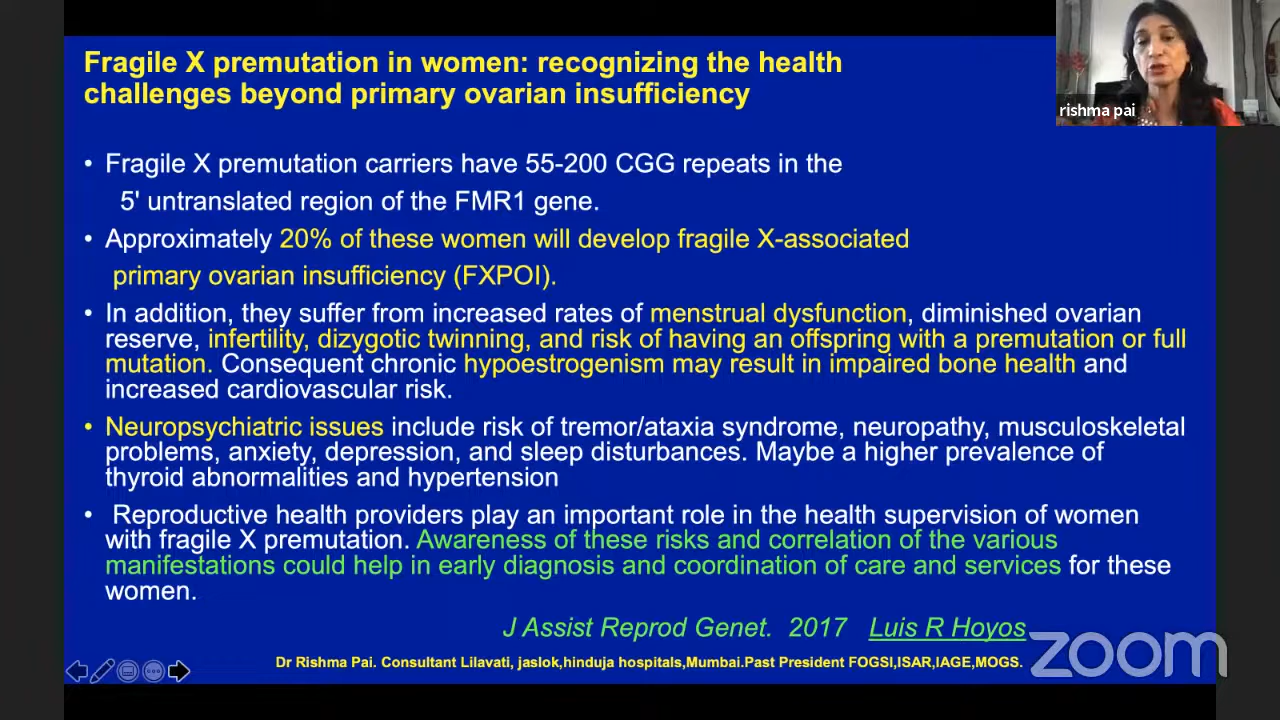 Fragile X premutation in women: recognizing the health
challenges beyond primary ovarian insufficiency
rishma pai
• Fragile X premutation carriers have 55-200 CGG repeats in the
5' untranslated region of the FMR1 gene.
• Approximately 20% of these women will develop fragile X-associated
primary ovarian insufficiency (FXPOI).
• In addition, they suffer from increased rates of menstrual dysfunction, diminished ovarian
reserve, infertility, dizygotic twinning, and risk of having an offspring with a premutation or full
mutation. Consequent chronic hypoestrogenism may result in impaired bone health and
increased cardiovascular risk.
• Neuropsychiatric issues include risk of tremor/ataxia syndrome, neuropathy, musculoskeletal
problems, anxiety, depression, and sleep disturbances. Maybe a higher prevalence of
thyroid abnormalities and hypertension
• Reproductive health providers play an important role in the health supervision of women
with fragile X premutation. Awareness of these risks and correlation of the various
manifestations could help in early diagnosis and coordination of care and services for these
women.
J Assist Reprod Genet. 2017 Luis R Hoyos
Dr Rishma Pai. Consultant Lilavati, jaslok,hinduja hospitals,Mumbai.Past President FOGSI,ISAR,IAGE,MOGS.
zoom